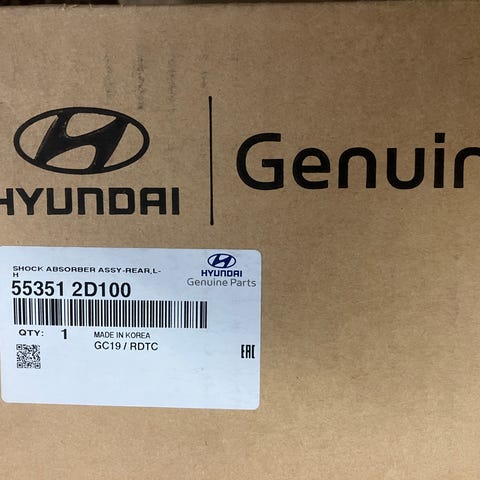 HYUNDAI
Genuin
SHOCK ABSORBER ASSY-REAR,L-
H
HYUNDAI
Genuine Parts
55351 2D100
QTY: 1 MADE IN KOREA
GC19 / RDTC
EAC